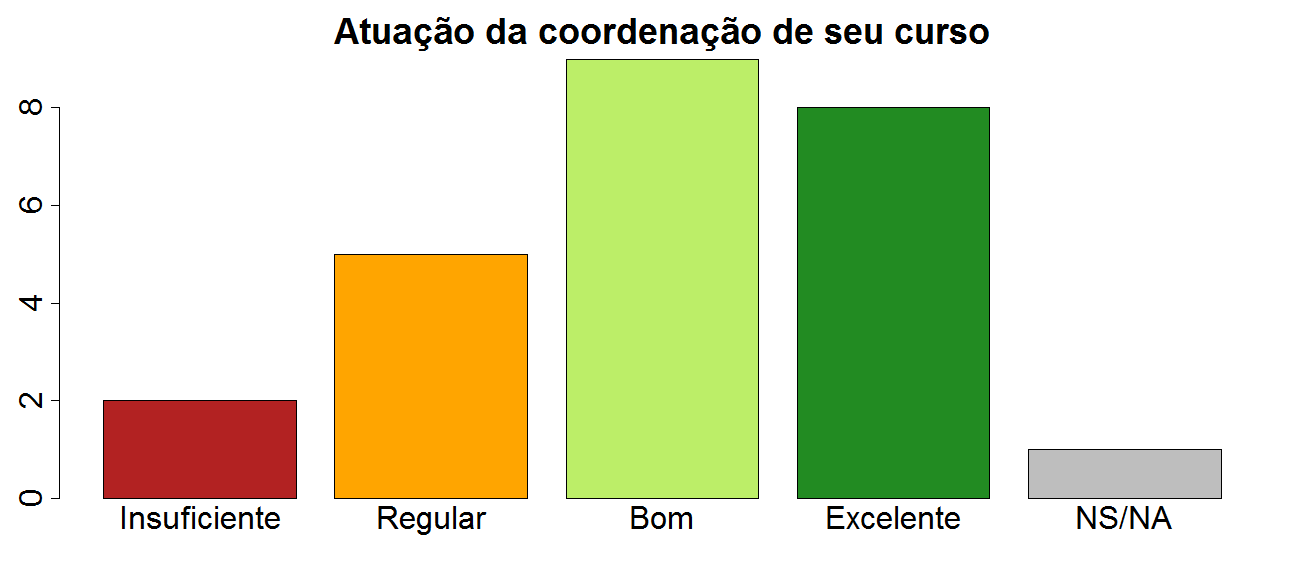 Atuação da coordenação de seu curso
8
6
4
2
0
Insuficiente Regular Bom Excelente NS/NA